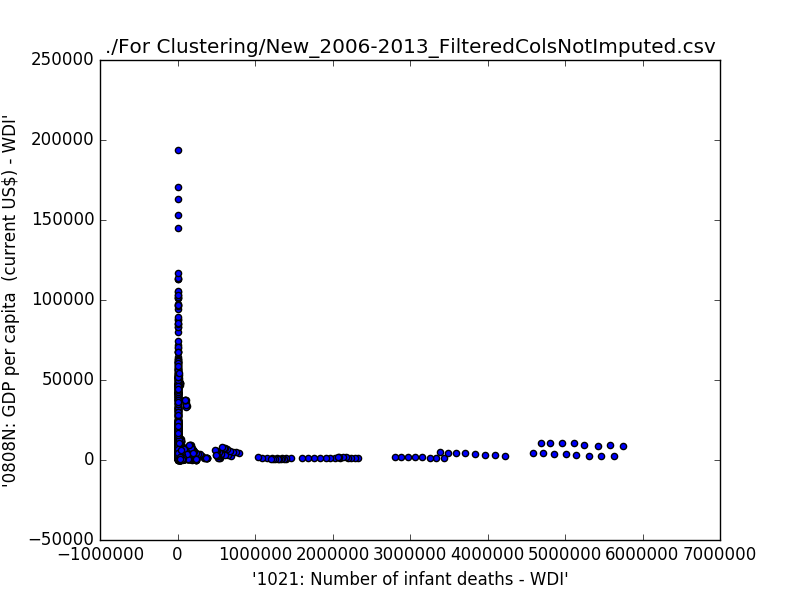 ./For Clustering/New_2006-2013_FilteredColsNotImputed.csv
250000
200000
150000
100000
50000
0
−50000
'0808N: GDP per capita  (current US$) - WDI'
−1000000 0 1000000 2000000 3000000 4000000 5000000 6000000 7000000
'1021: Number of infant deaths - WDI'